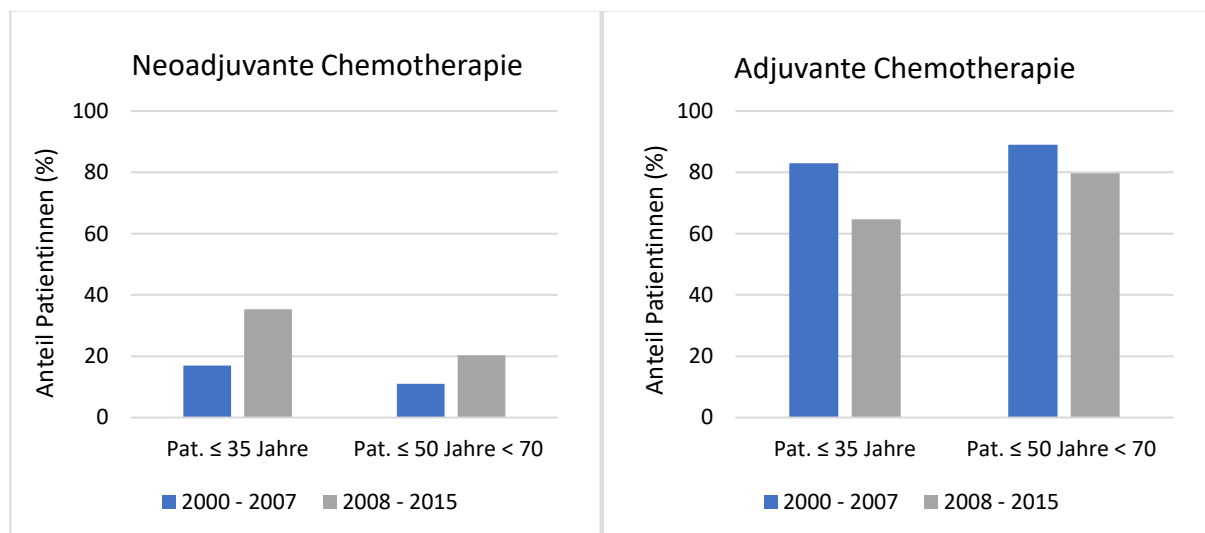 Neoadjuvante Chemotherapie
Anteil Patientinnen (%)
100
80
60
40
20
0
Pat. ≤ 35 Jahre Pat. ≤ 50 Jahre < 70
2000 - 2007 2008 - 2015
Adjuvante Chemotherapie
Anteil Patientinnen (%)
100
80
60
40
20
0
Pat. ≤ 35 Jahre Pat. ≤ 50 Jahre < 70
2000 - 2007 2008 - 2015